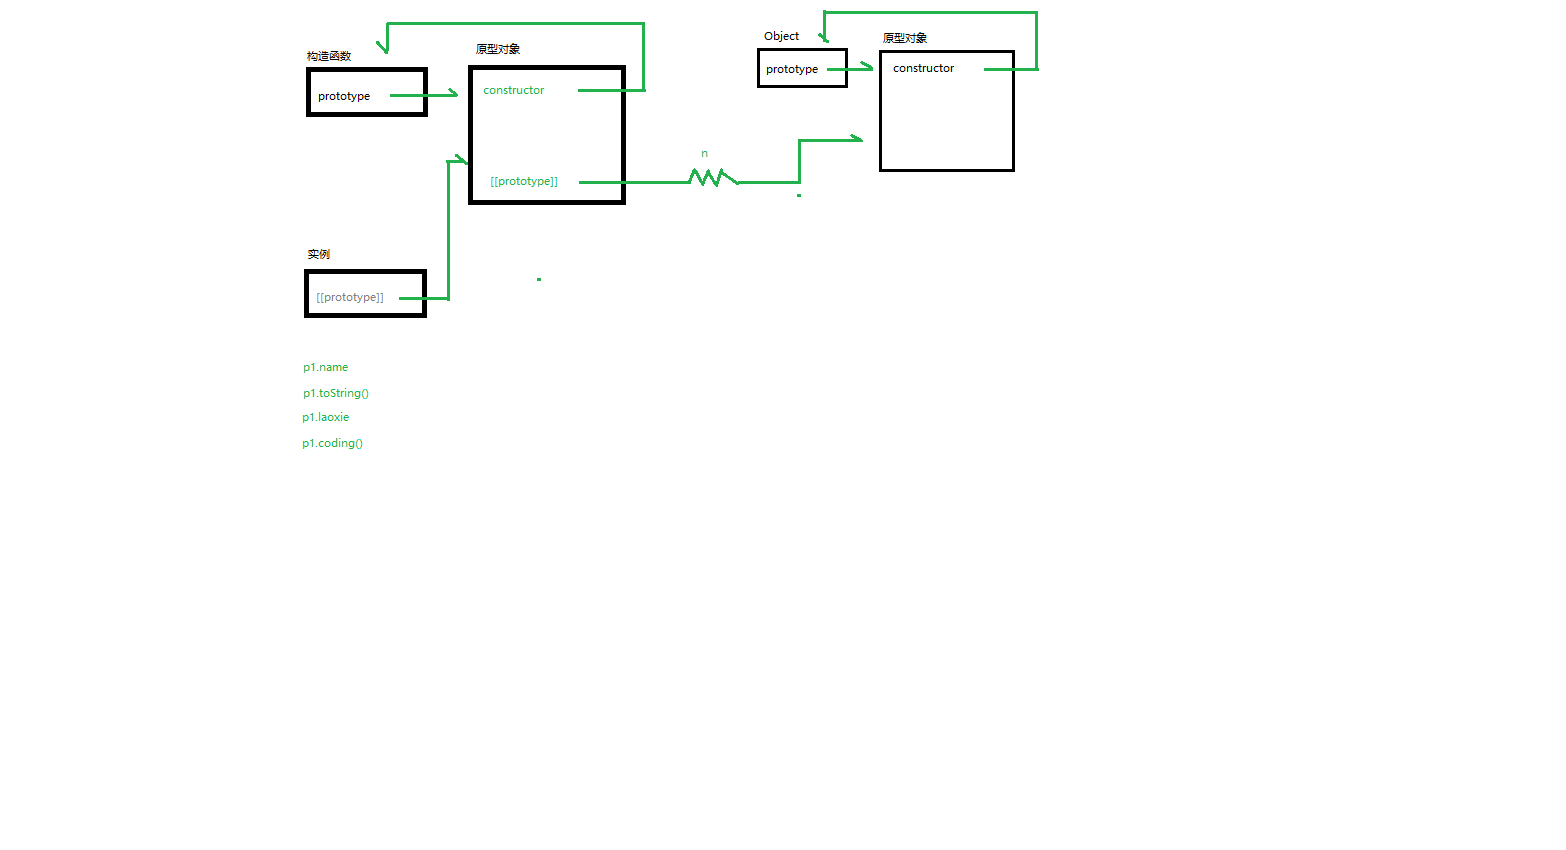 构造函数
prototype
原型对象
constructor
[[prototype]]
n
Object
prototype
原型对象
constructor
实例
[[prototype]]
p1.name
p1.toString()
p1.laoxie
p1.coding()